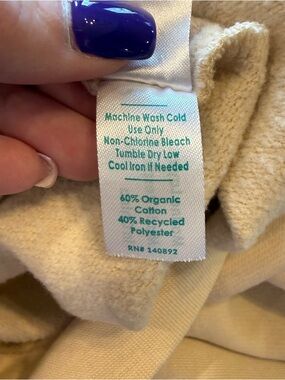 Machine Wash Cold
Use Only
Non-Chlorine Bleach
Tumble Dry Low
Cool Iron if Needed
60% Organic
Cotton
40% Recycled
Polyester
RN# 140892